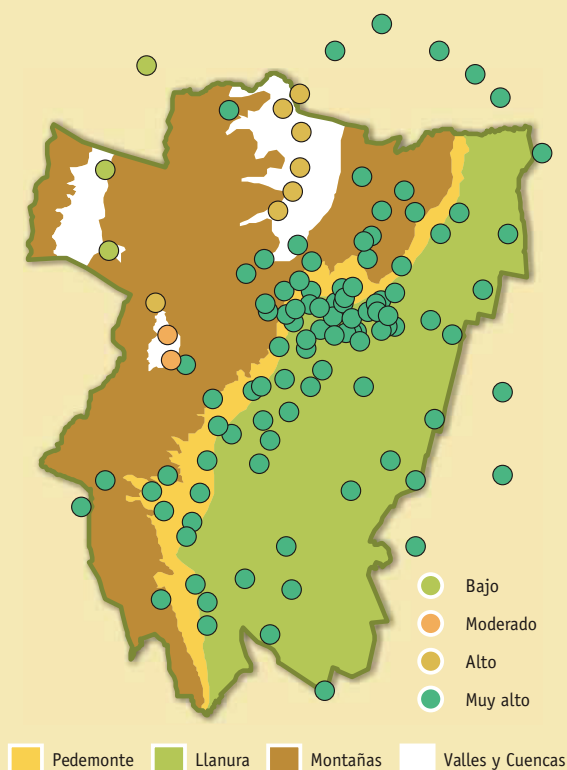 Bajo
Moderado
Alto
Muy alto
Pedemonte Llanura Montañas Valles y Cuencas